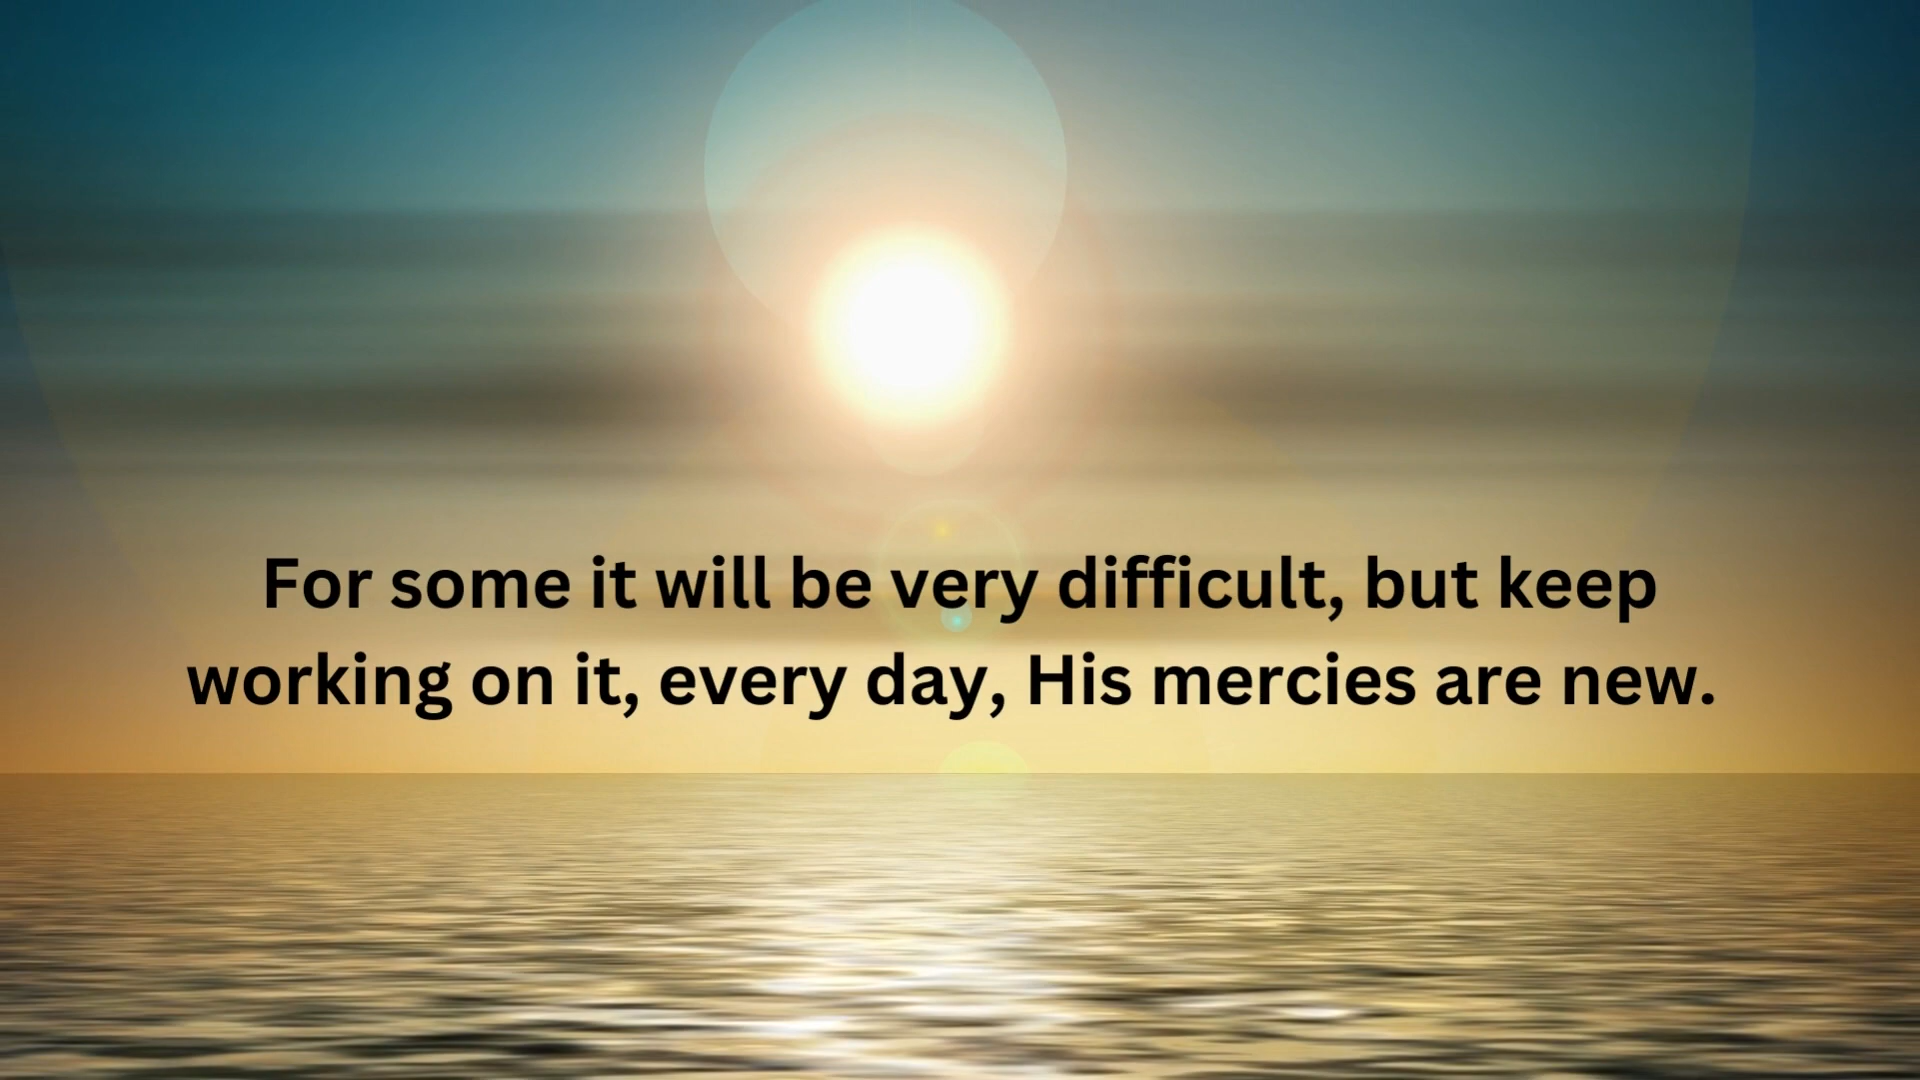 For some it will be very difficult, but keep
working on it, every day, His mercies are new.